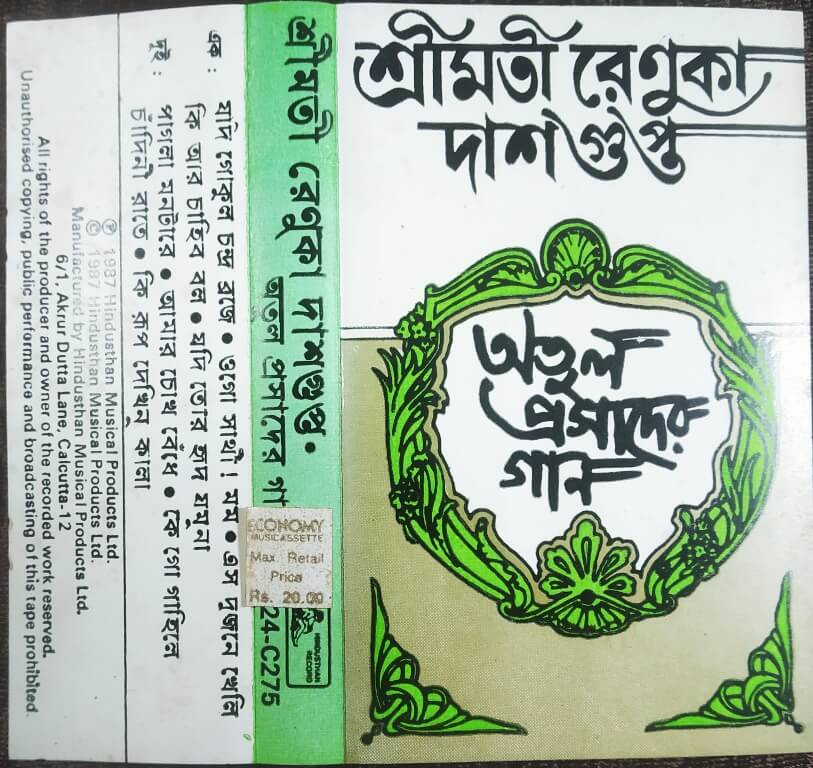 শ্রীমতী রেণুকা
দাশগুপ্ত
অতুল
প্রসাদের
গান
শ্রীমতী রেণুকা দাশগুপ্ত •
অতুল প্রসাদের
ECONOMY
MUSICASSETTE
Max. Retail
Price
Rs. 20.00
24-C275
HINDUSTHAN
RECORD
এক :
যদি গোকুল চন্দ্র ব্রজে • ওগো সাথী ! মম • এস দুজনে খেলি
কি আর চাহিব বল • যদি তোর হৃদ যমুনা
দুই :
পাগলা মনটারে • আমার চোখ বেঁধে • কে গো গাহিলে
চাঁদিনী রাতে • কি রূপ দেখিনু কালা
Ⓟ 1987 Hindusthan Musical Products Ltd.
© 1987 Hindusthan Musical Products Ltd.
Manufactured by Hindusthan Musical Products Ltd.
6/1, Akrur Dutta Lane, Calcutta-12
All rights of the producer and owner of the recorded work reserved.
Unauthorised copying, public performance and broadcasting of this tape prohibited.